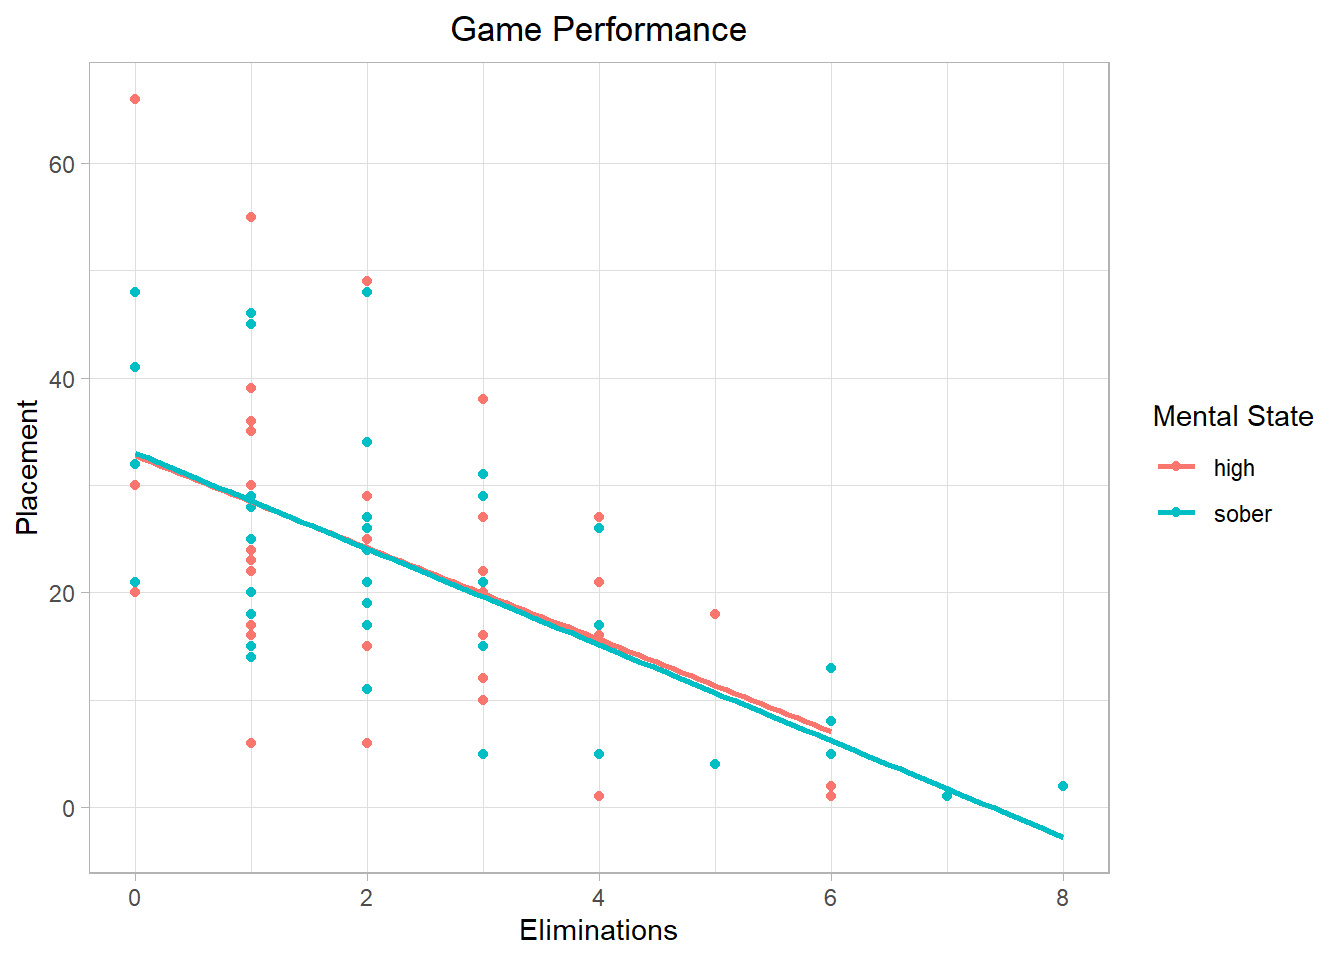 Game Performance
60
40
20
0
Placement
0 2 4 6 8
Eliminations
Mental State
high
sober